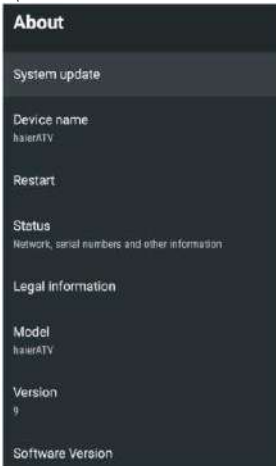 About
System update
Device name
haierATV
Restart
Status
Network, serial numbers and other information
Legal information
Model
haierATV
Version
9
Software Version